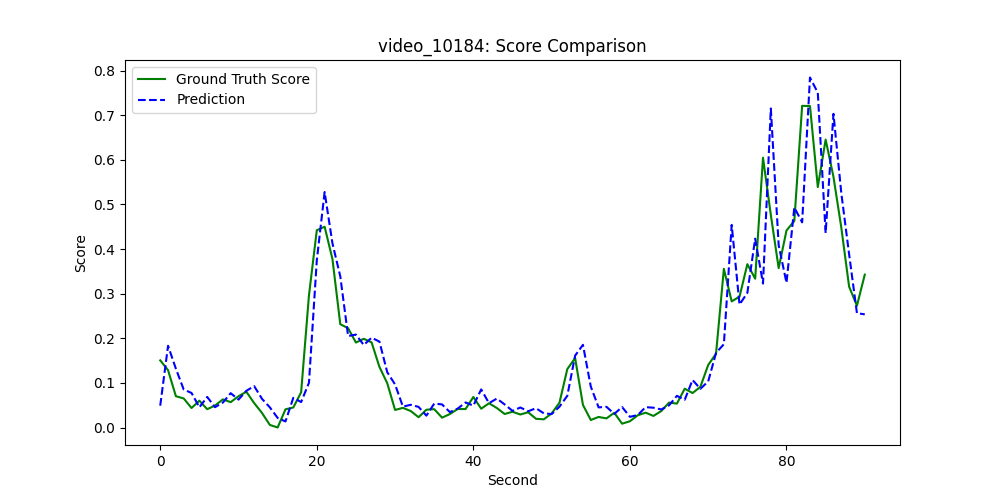 video_10184: Score Comparison
Ground Truth Score
Prediction
Score
0.8
0.7
0.6
0.5
0.4
0.3
0.2
0.1
0.0
0 20 40 60 80
Second